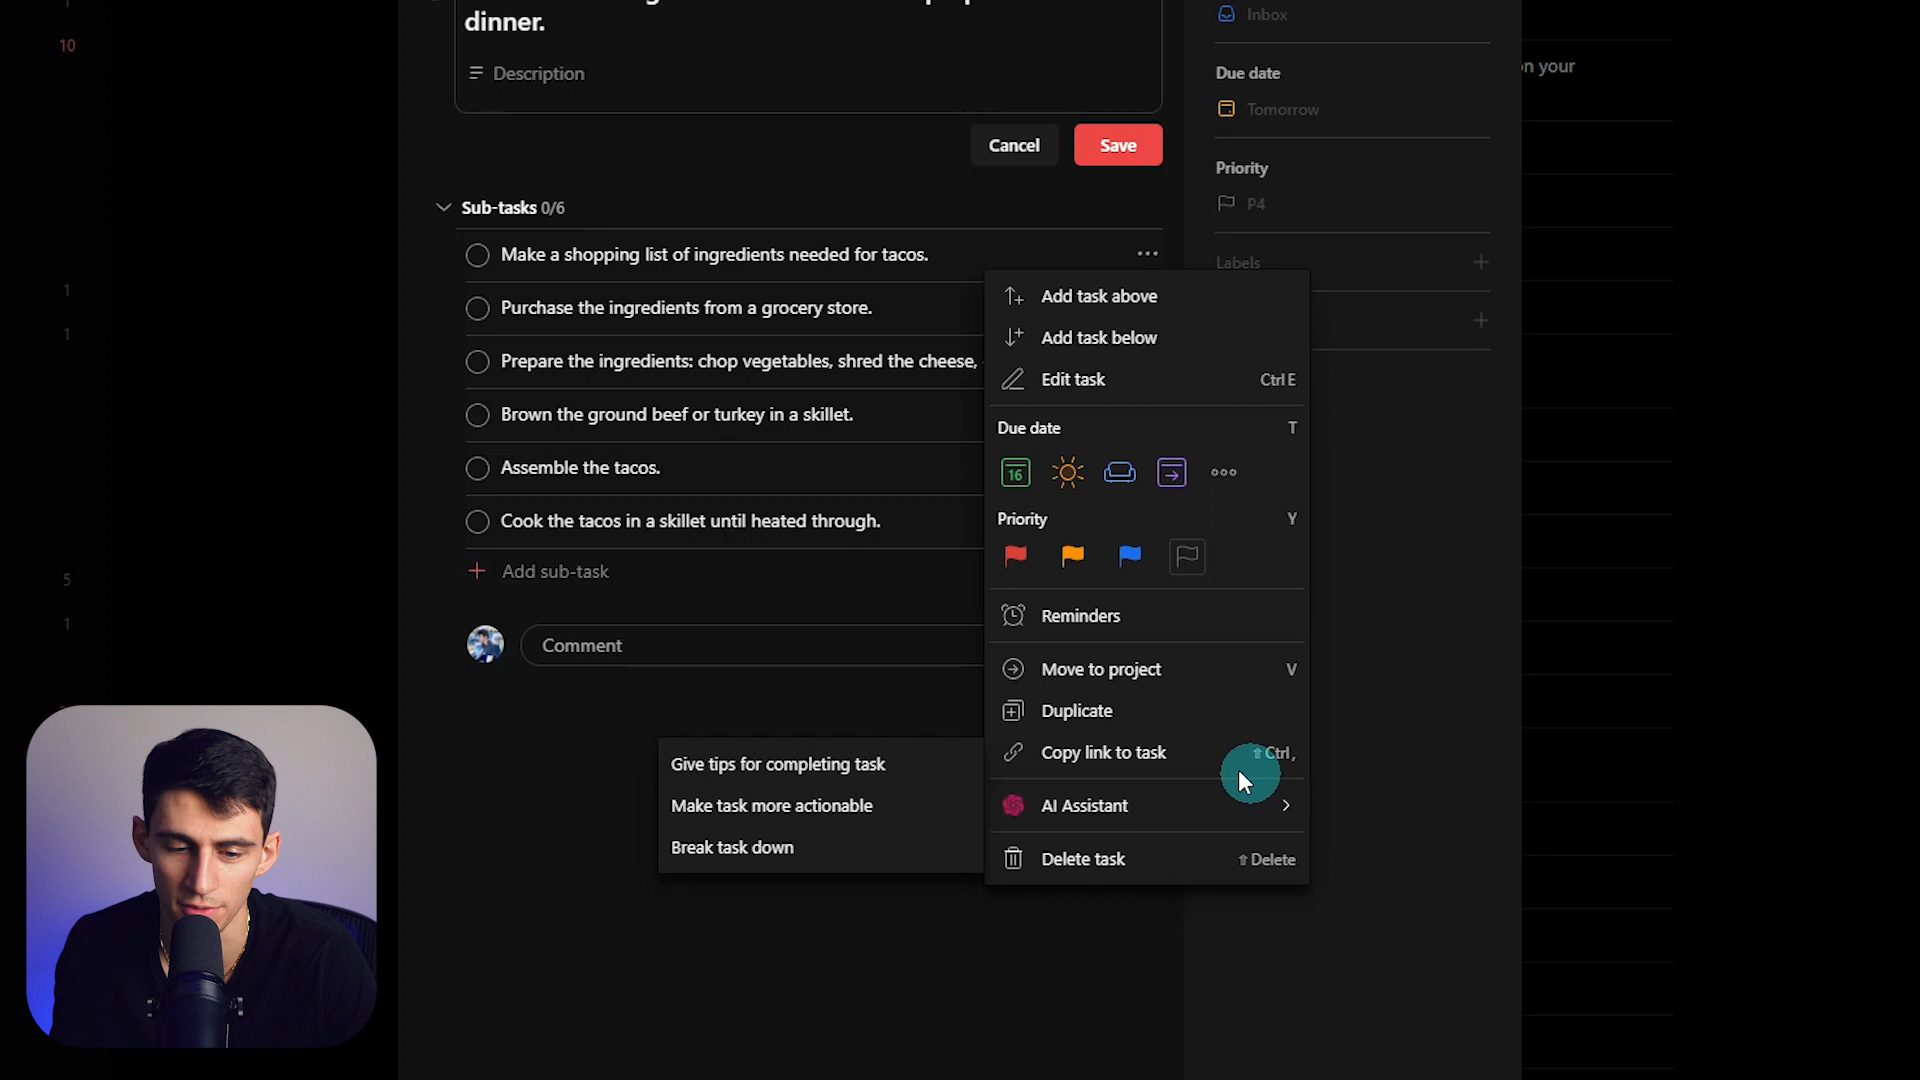 1
10
1
1
5
1
dinner.
Description
Cancel
Save
Sub-tasks 0/6
Make a shopping list of ingredients needed for tacos.
Purchase the ingredients from a grocery store.
Prepare the ingredients: chop vegetables, shred the cheese,
Brown the ground beef or turkey in a skillet.
Assemble the tacos.
Cook the tacos in a skillet until heated through.
Add sub-task
Comment
Add task above
Add task below
Edit task Ctrl E
Due date T
16
Priority Y
Reminders
Move to project V
Duplicate
Copy link to task ⇧Ctrl ,
AI Assistant
Delete task ⇧Delete
Give tips for completing task
Make task more actionable
Break task down
Inbox
Due date
Tomorrow
Priority
P4
Labels
on your